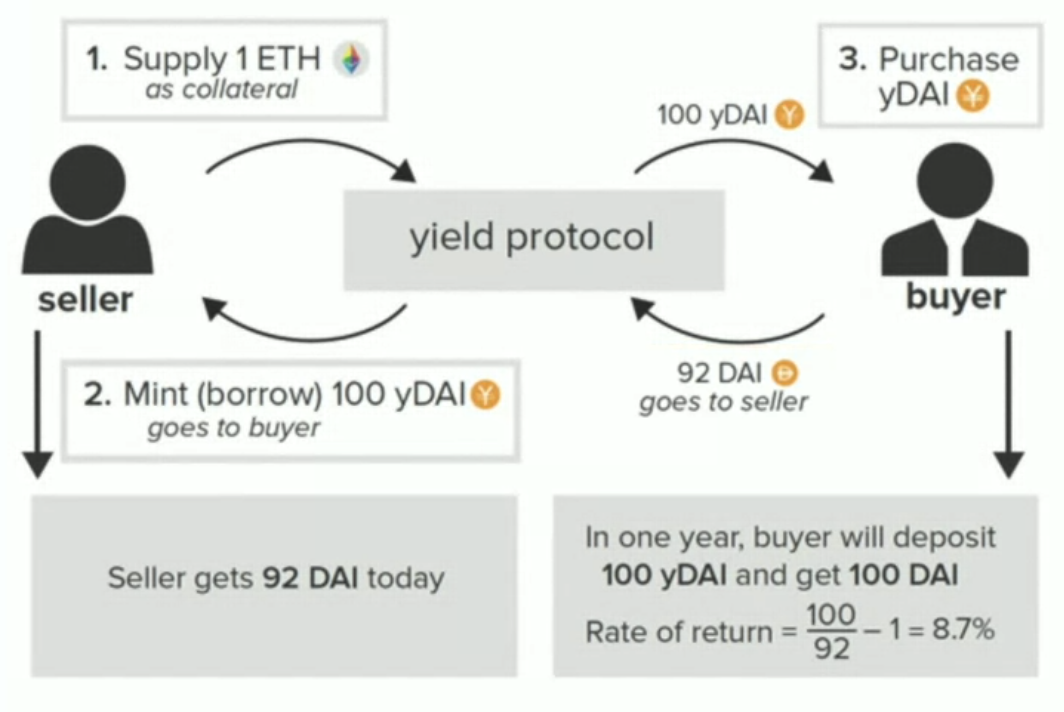 1. Supply 1 ETH
as collateral
3. Purchase
yDAI
100 yDAI
yield protocol
seller
buyer
2. Mint (borrow) 100 yDAI
goes to buyer
92 DAI
goes to seller
Seller gets 92 DAI today
In one year, buyer will deposit
100 yDAI and get 100 DAI
Rate of return = 100/92 – 1 = 8.7%